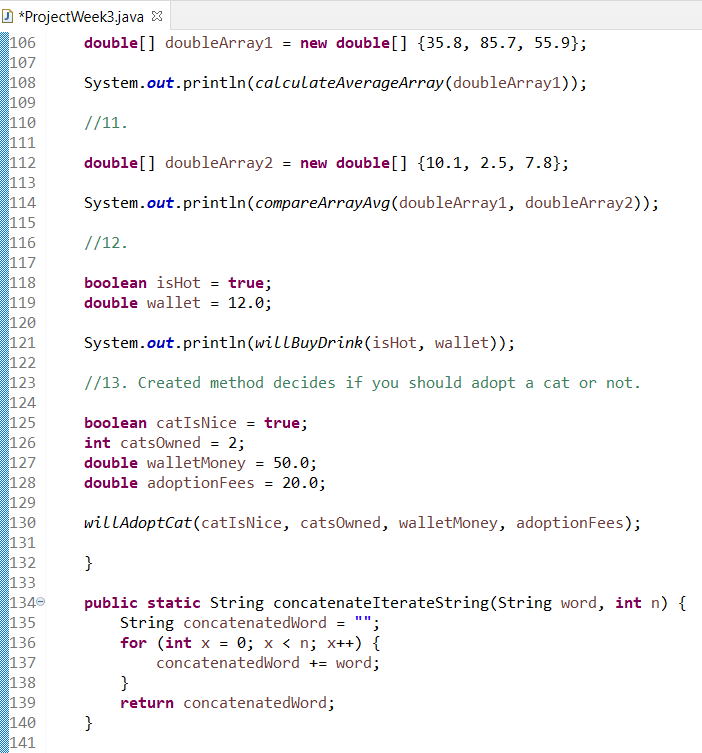 *ProjectWeek3.java
106 double[] doubleArray1 = new double[] {35.8, 85.7, 55.9};
107
108 System.out.println(calculateAverageArray(doubleArray1));
109
110 //11.
111
112 double[] doubleArray2 = new double[] {10.1, 2.5, 7.8};
113
114 System.out.println(compareArrayAvg(doubleArray1, doubleArray2));
115
116 //12.
117
118 boolean isHot = true;
119 double wallet = 12.0;
120
121 System.out.println(willBuyDrink(isHot, wallet));
122
123 //13. Created method decides if you should adopt a cat or not.
124
125 boolean catIsNice = true;
126 int catsOwned = 2;
127 double walletMoney = 50.0;
128 double adoptionFees = 20.0;
129
130 willAdoptCat(catIsNice, catsOwned, walletMoney, adoptionFees);
131
132 }
133
134 public static String concatenateIterateString(String word, int n) {
135 String concatenatedWord = "";
136 for (int x = 0; x < n; x++) {
137 concatenatedWord += word;
138 }
139 return concatenatedWord;
140 }
141